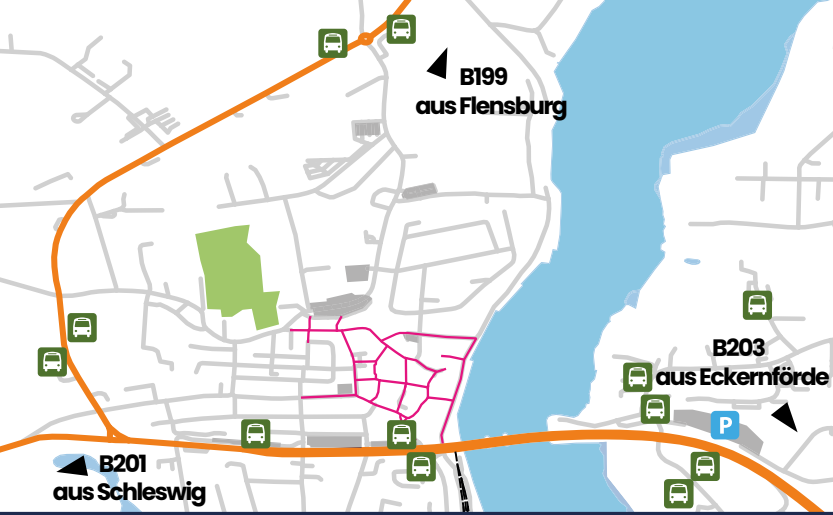 B199
aus Flensburg
B203
aus Eckernförde
P
B201
aus Schleswig